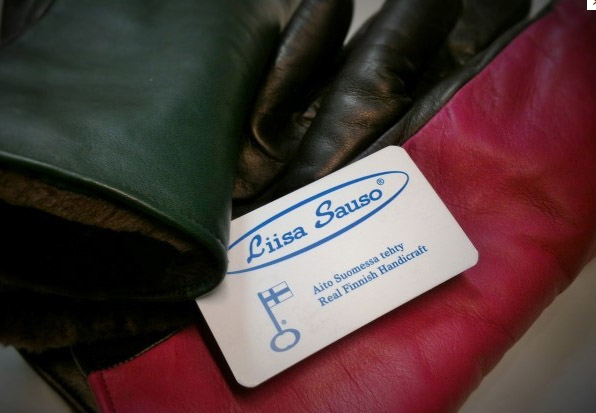 Liisa Sauso®
Aito Suomessa tehty
Real Finnish Handicraft